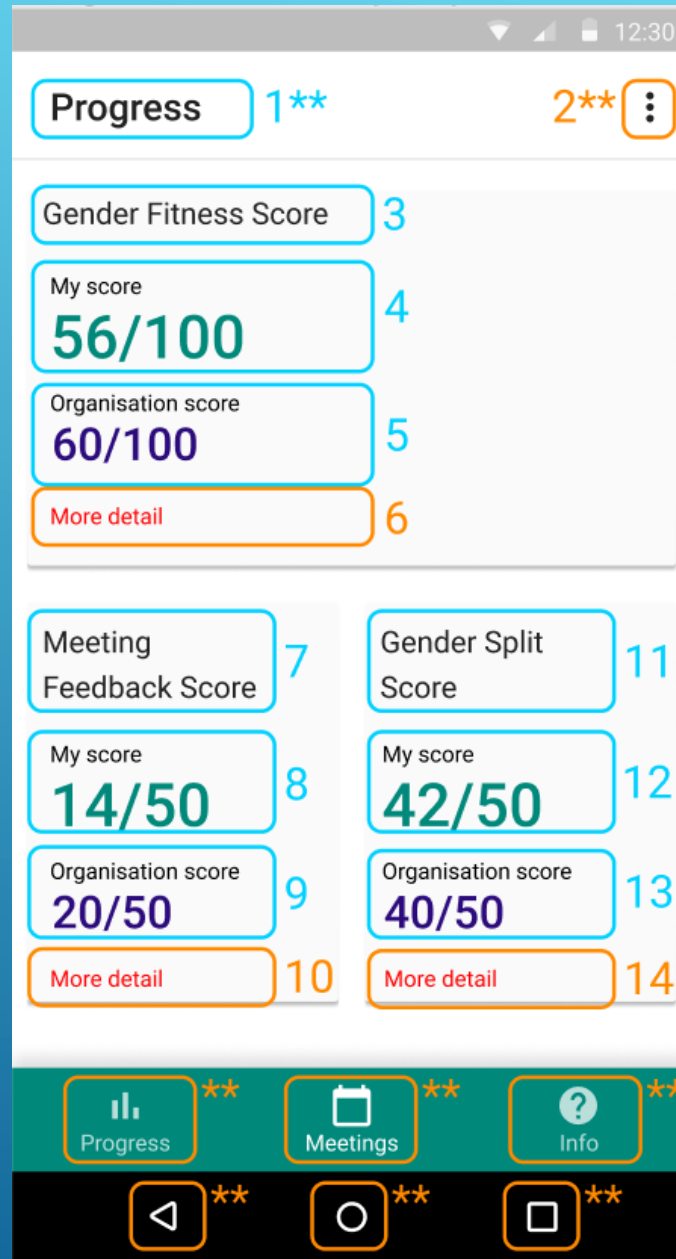 12:30
Progress 1** 2**
Gender Fitness Score 3
My score
56/100 4
Organisation score
60/100 5
More detail 6
Meeting
Feedback Score 7
My score
14/50 8
Organisation score
20/50 9
More detail 10
Gender Split
Score 11
My score
42/50 12
Organisation score
40/50 13
More detail 14
** ** **
Progress Meetings Info
** ** **